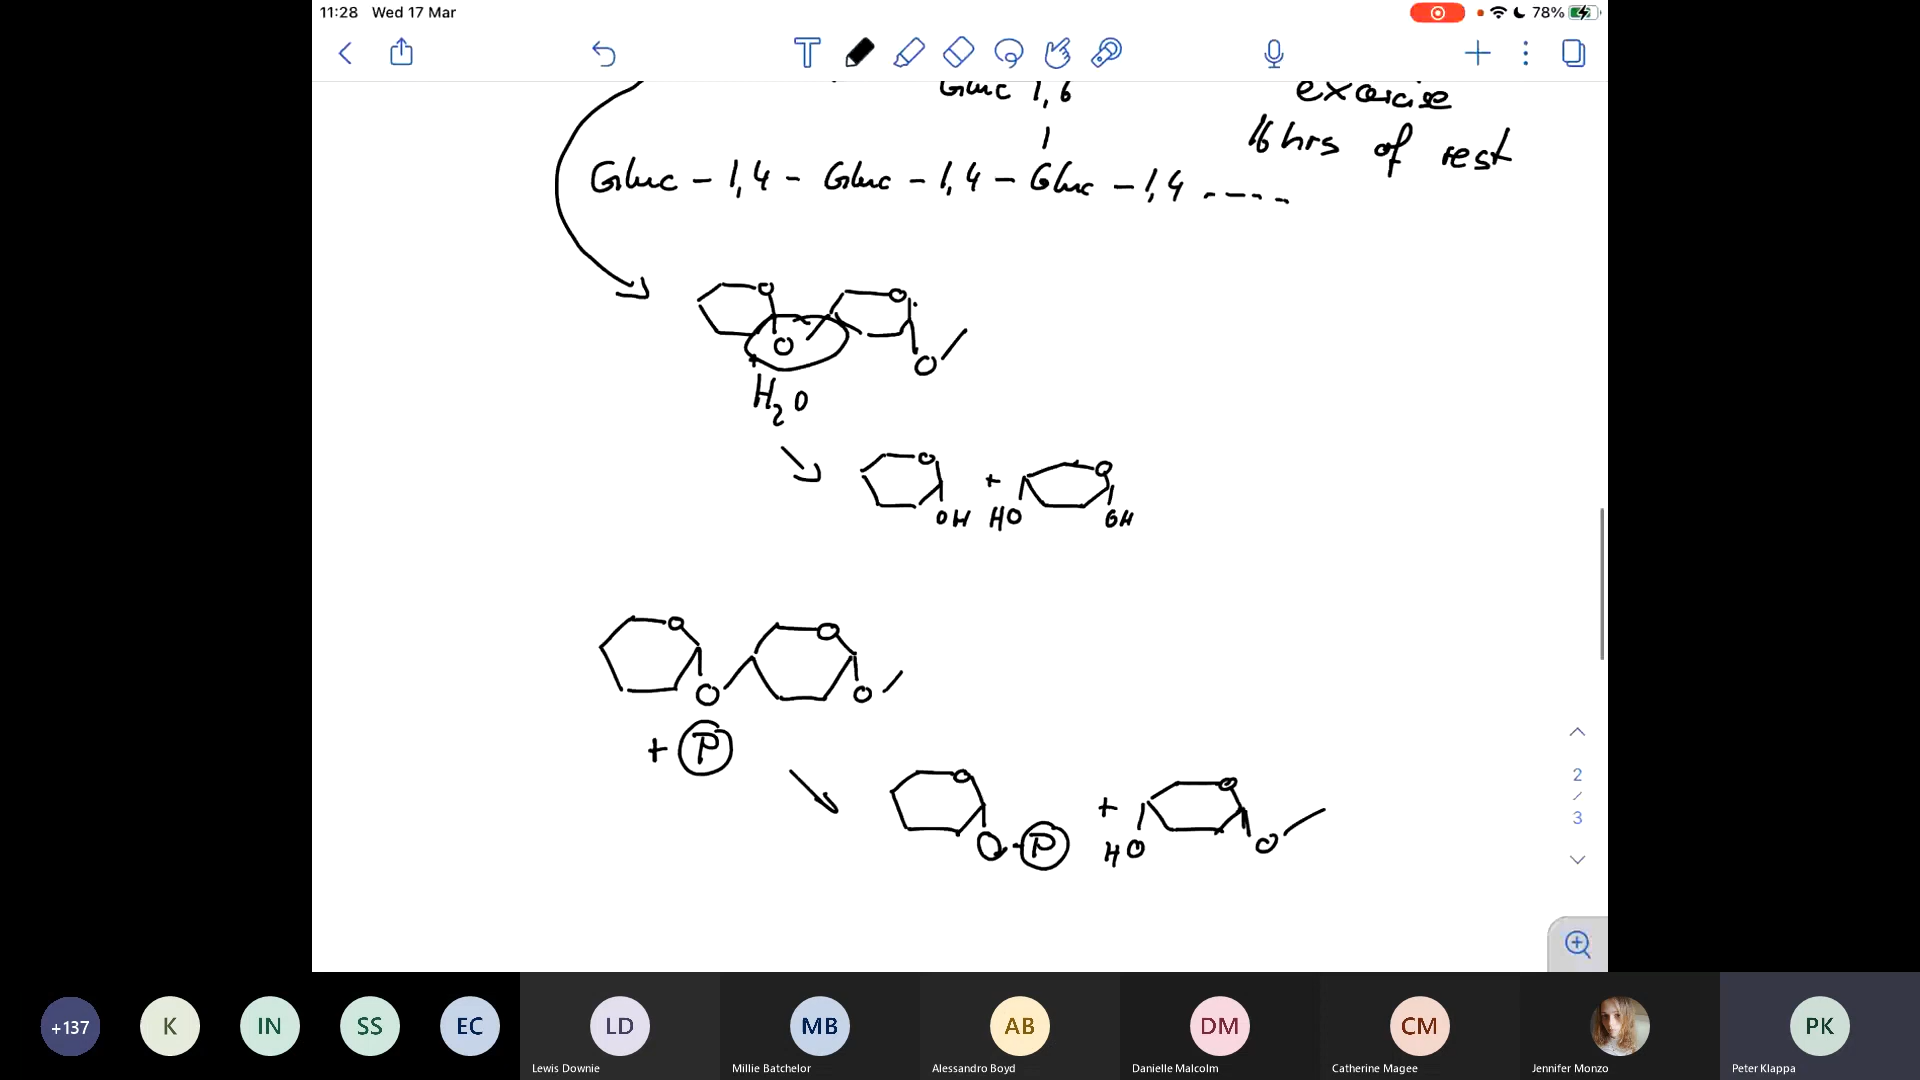 11:28 Wed 17 Mar
78%
T
Gluc 1,6
exercise
16 hrs of rest
Gluc - 1,4 - Gluc - 1,4 - Gluc - 1,4 -----
O O
O
O
+
H2O
O + O
OH HO OH
O O
O O
+ P
O + O
O - P HO O
2
/
3
+137 K IN SS EC LD MB AB DM CM PK
Lewis Downie Millie Batchelor Alessandro Boyd Danielle Malcolm Catherine Magee Jennifer Monzo Peter Klappa